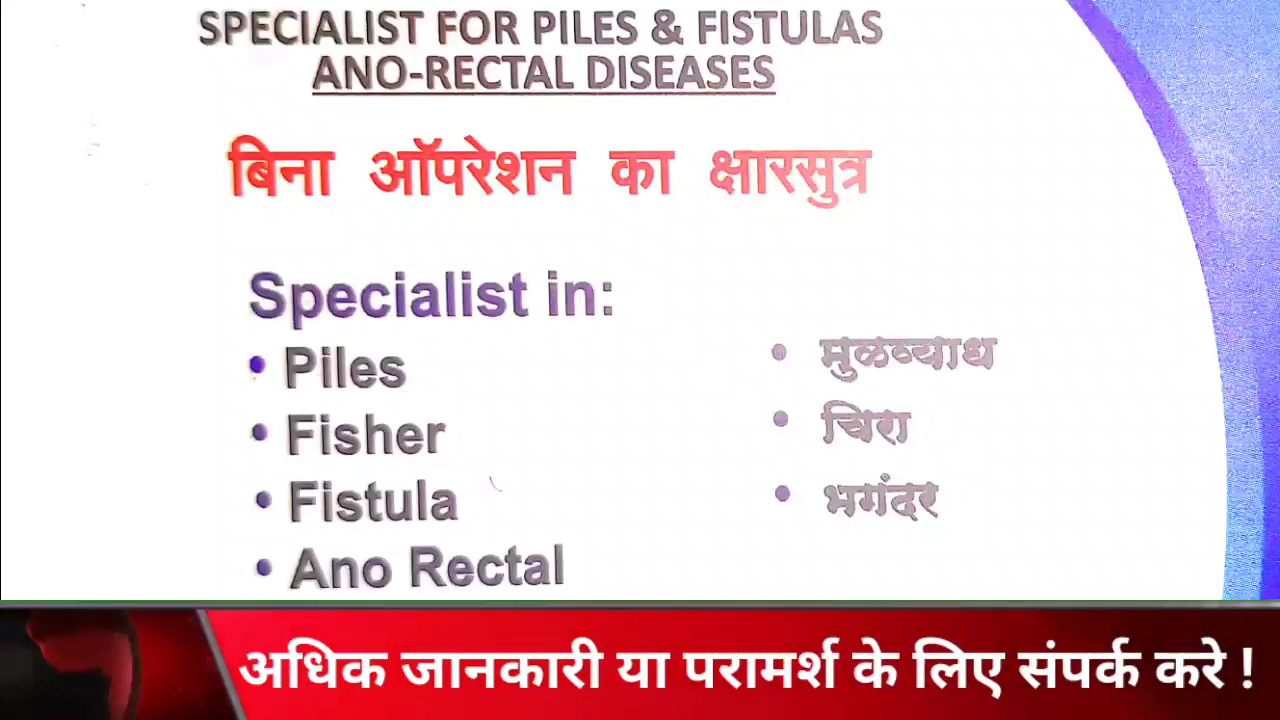 SPECIALIST FOR PILES & FISTULAS
ANO-RECTAL DISEASES
बिना ऑपरेशन का क्षारसुत्र
Specialist in:
• Piles
• Fisher
• Fistula
• Ano Rectal
• मुळव्याध
• चिरा
• भगंदर
अधिक जानकारी या परामर्श के लिए संपर्क करे !